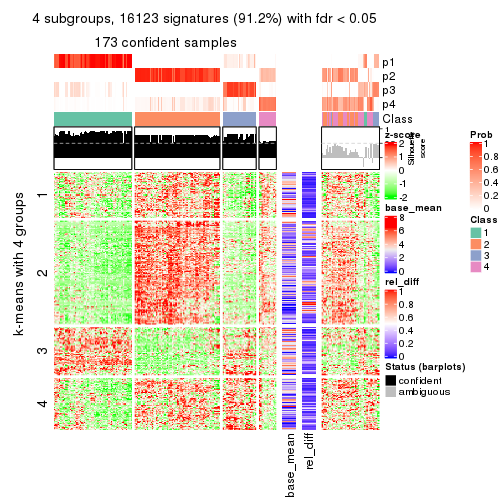 4 subgroups, 16123 signatures (91.2%) with fdr < 0.05
173 confident samples
p1
p2
p3
p4
Class
1
Silhouette
score
k-means with 4 groups
1
2
3
4
base_mean
rel_diff
z-score
2
1
0
-1
-2
base_mean
8
6
4
2
0
rel_diff
1
0.8
0.6
0.4
0.2
0
Status (barplots)
confident
ambiguous
Prob
1
0.8
0.6
0.4
0.2
0
Class
1
2
3
4